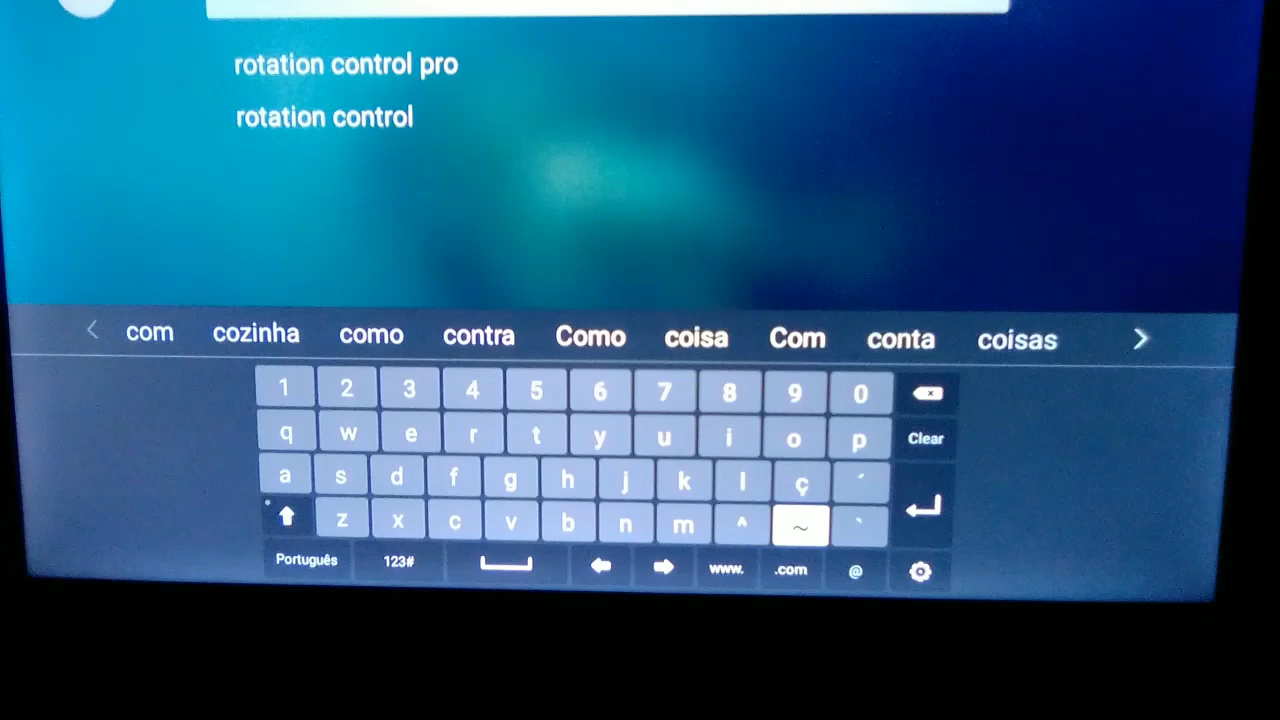 rotation control pro
rotation control
com cozinha como contra Como coisa Com conta coisas
1 2 3 4 5 6 7 8 9 0
q w e r t y u i o p Clear
a s d f g h j k l ç ´
z x c v b n m ^ ~ `
Português 123# www. .com @